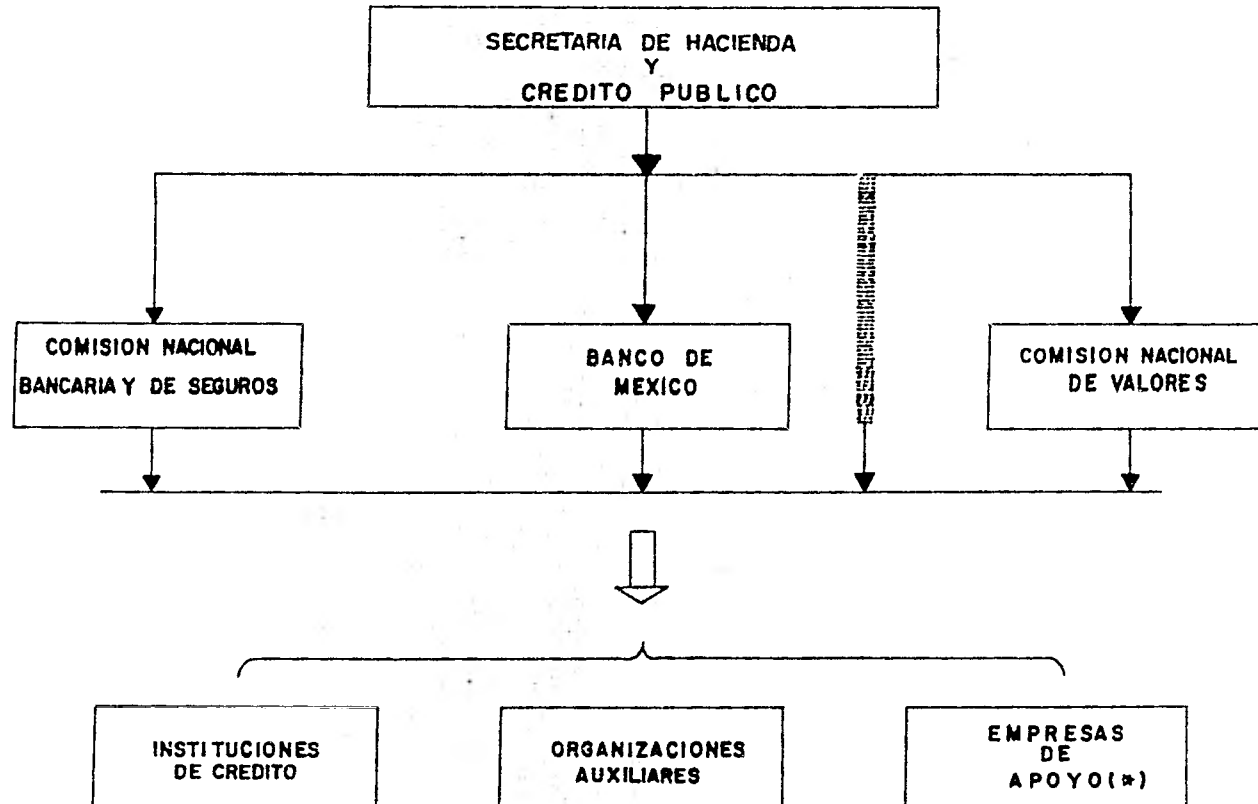 SECRETARIA DE HACIENDA
Y
CREDITO PUBLICO
COMISION NACIONAL
BANCARIA Y DE SEGUROS
BANCO DE
MEXICO
COMISION NACIONAL
DE VALORES
INSTITUCIONES
DE CREDITO
ORGANIZACIONES
AUXILIARES
EMPRESAS
DE
APOYO(*)